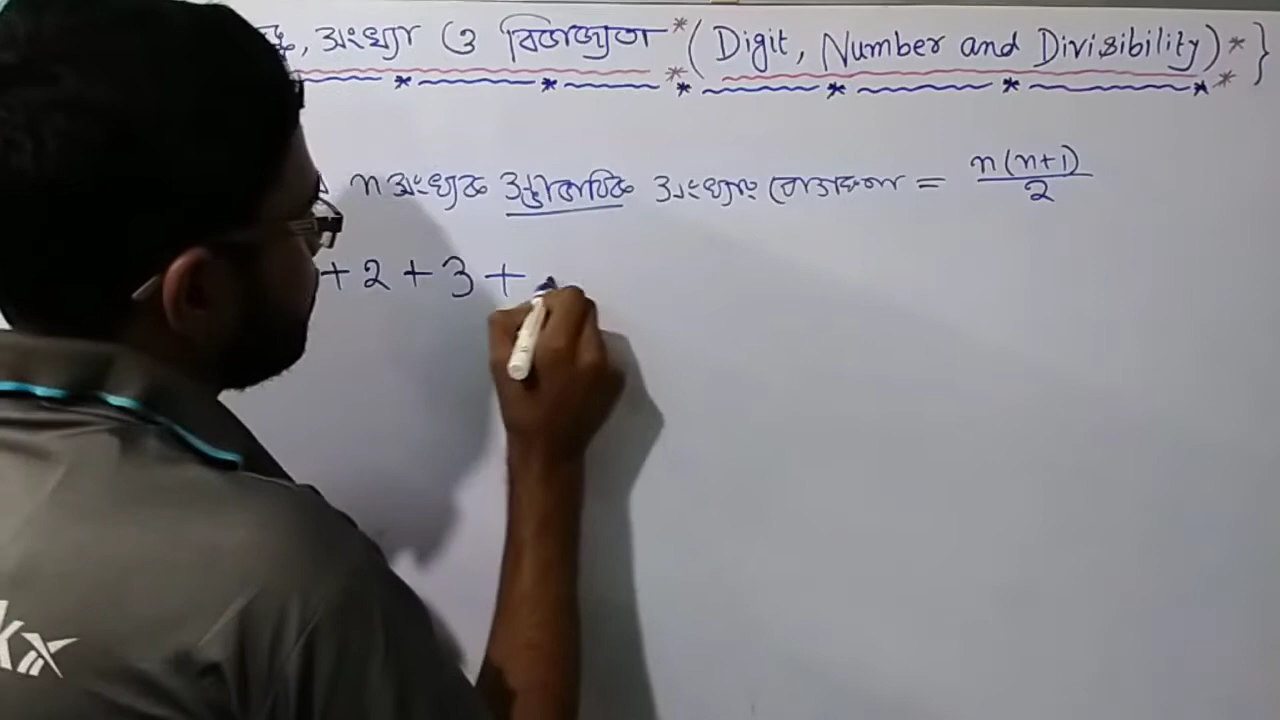 , সংখ্যা ও বিভাজ্যতা * ( Digit, Number and Divisibility) * }
n সংখ্যক স্বাভাবিক সংখ্যার যোগফল = n(n+1)/2
+ 2 + 3 +